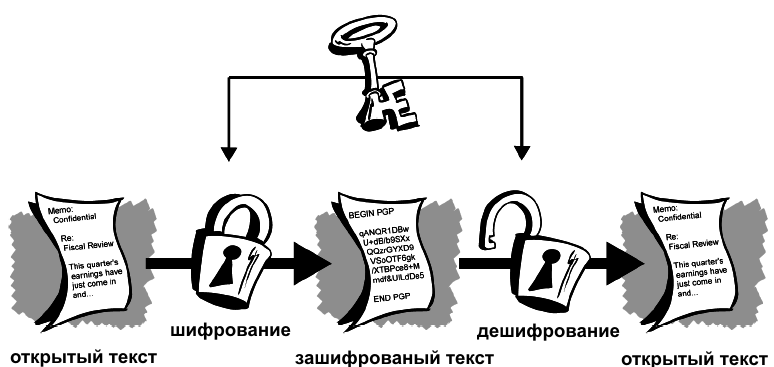 Memo:
Confidential
Re:
Fiscal Review
This quarter's
earnings have
just come in
and...
BEGIN PGP
qANQR1DBw
U+dB/b9SXx
QQzrGYXD9
VSoOTF6gk
/XTBPce8+M
mdf&UILdDe5
END PGP
Memo:
Confidential
Re:
Fiscal Review
This quarter's
earnings have
just come in
and...
шифрование
дешифрование
открытый текст
зашифрованый текст
открытый текст